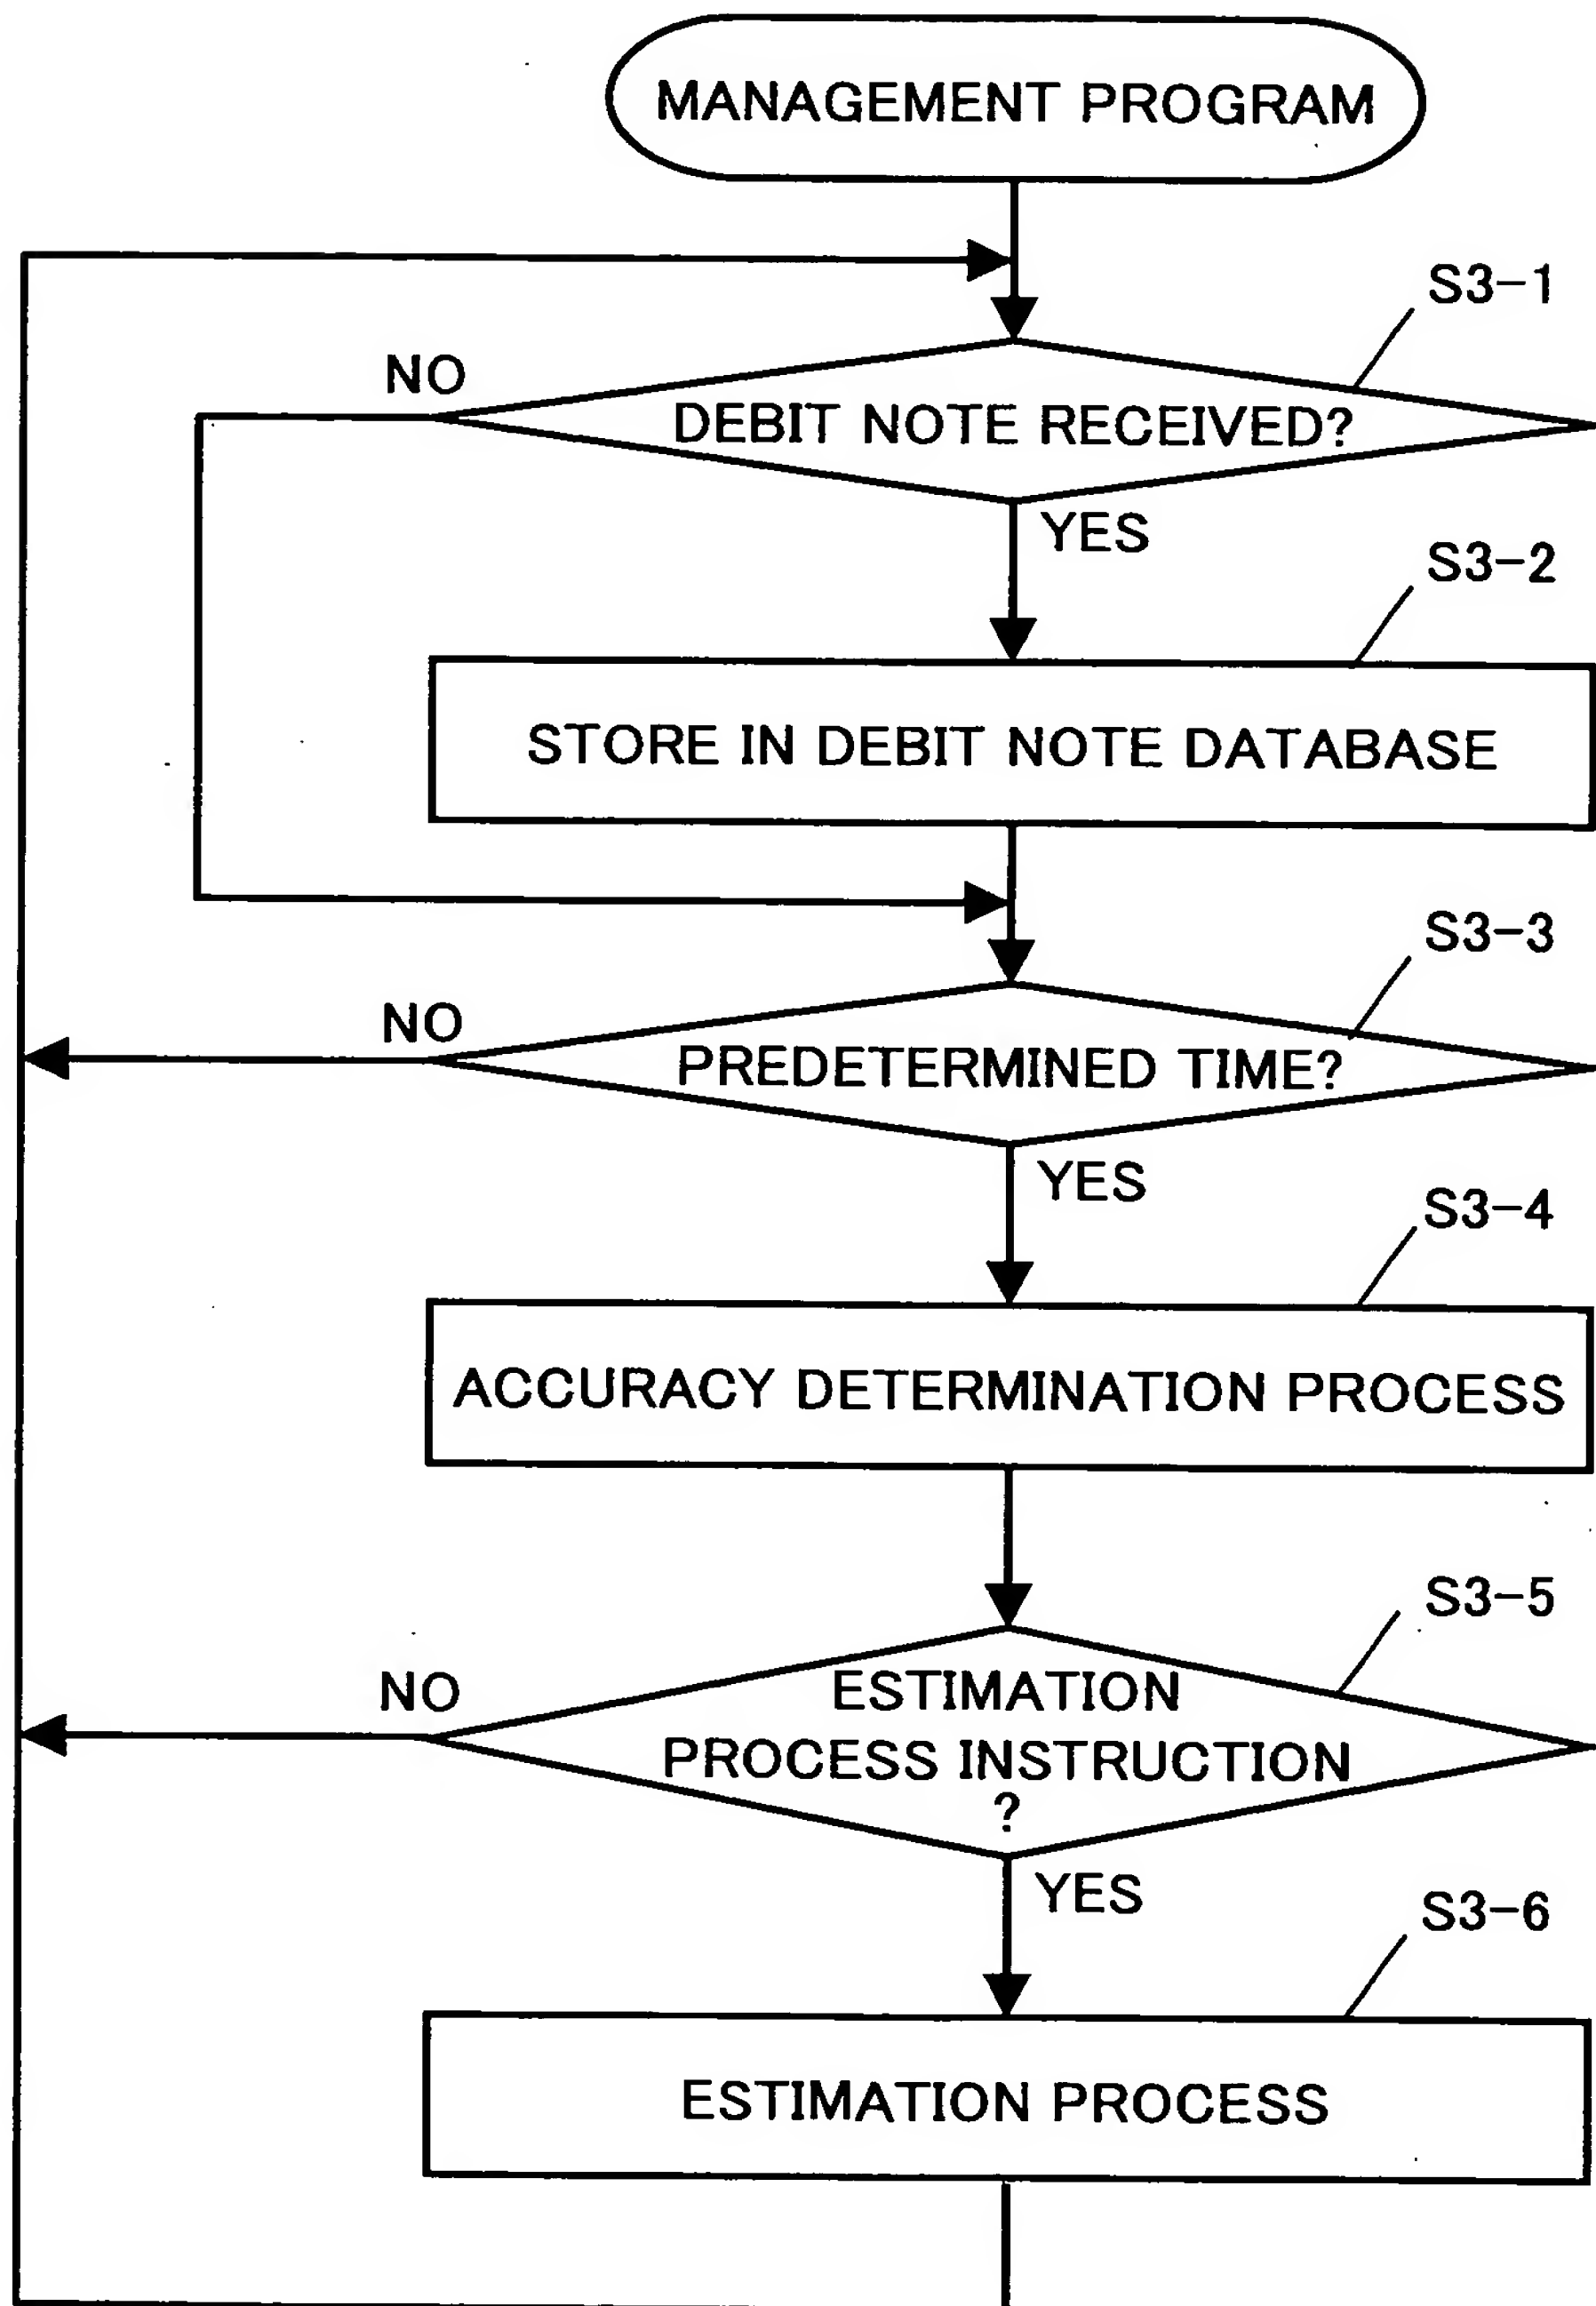 MANAGEMENT PROGRAM
S3-1
NO
DEBIT NOTE RECEIVED?
YES
S3-2
STORE IN DEBIT NOTE DATABASE
S3-3
NO
PREDETERMINED TIME?
YES
S3-4
ACCURACY DETERMINATION PROCESS
S3-5
NO
ESTIMATION
PROCESS INSTRUCTION
?
YES
S3-6
ESTIMATION PROCESS